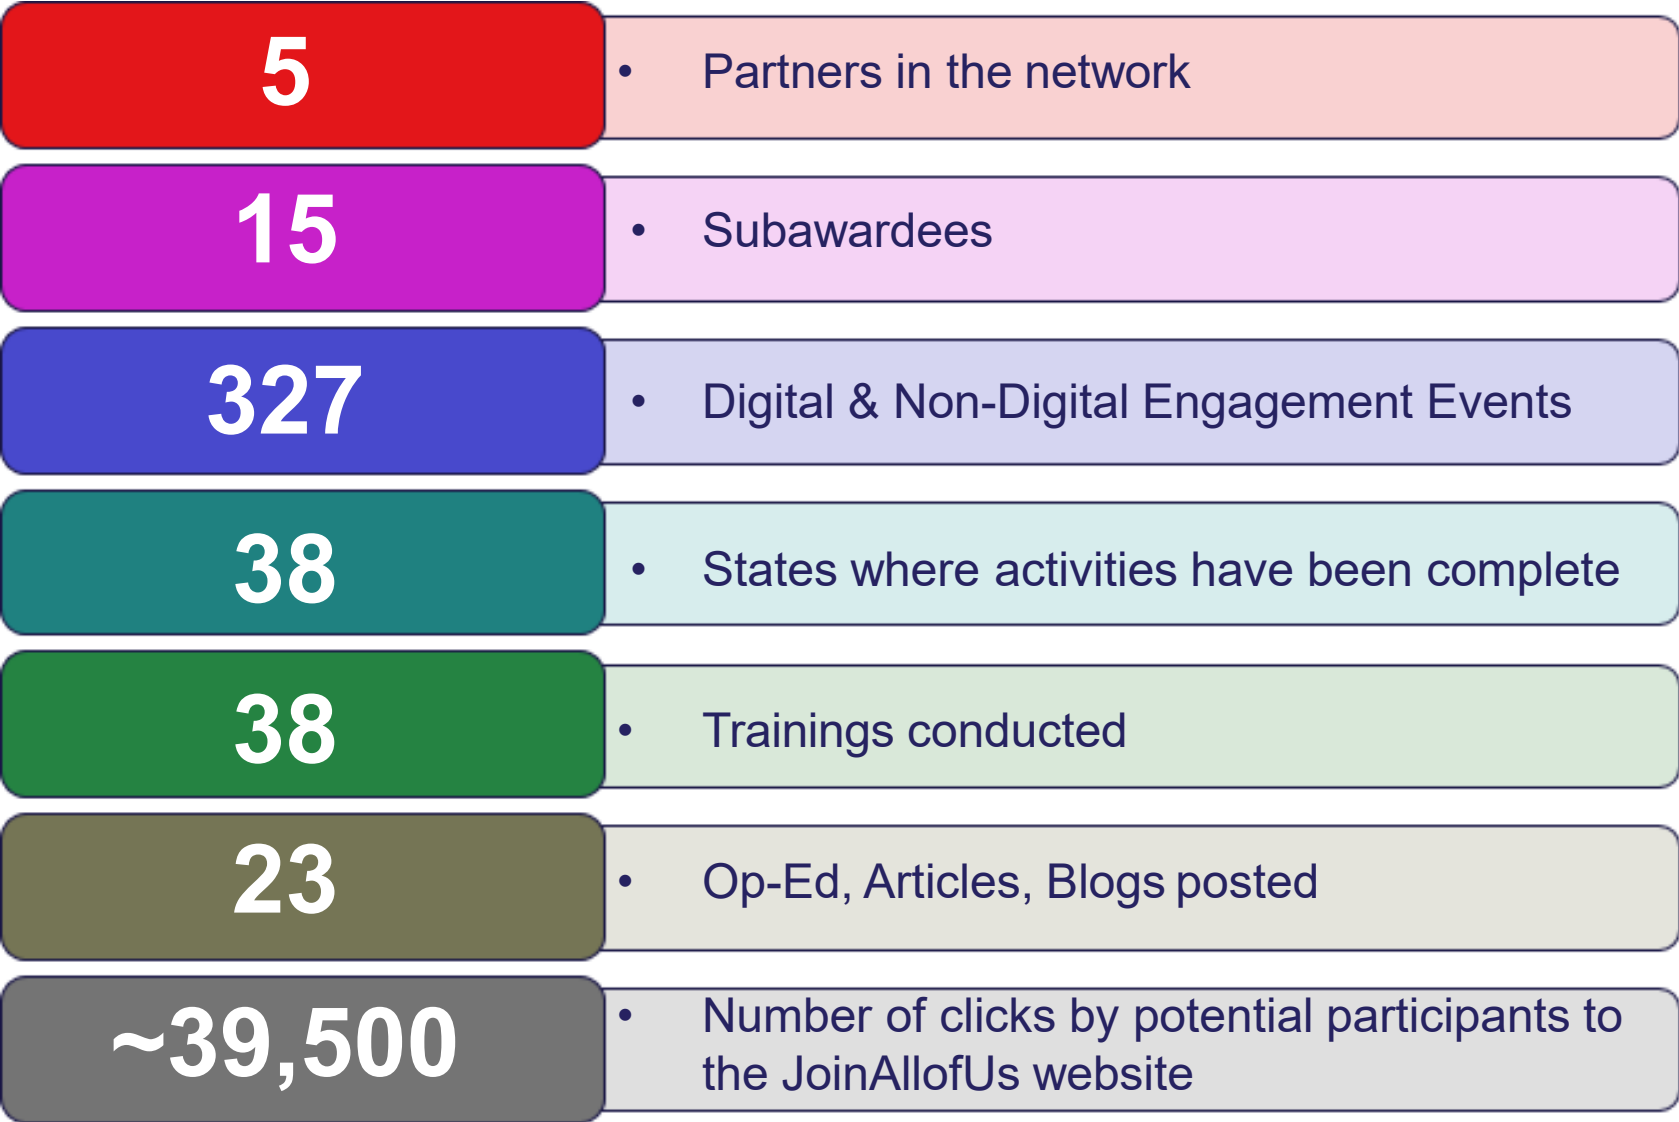 5
• Partners in the network
15
• Subawardees
327
• Digital & Non-Digital Engagement Events
38
• States where activities have been complete
38
• Trainings conducted
23
• Op-Ed, Articles, Blogs posted
~39,500
• Number of clicks by potential participants to
the JoinAllofUs website